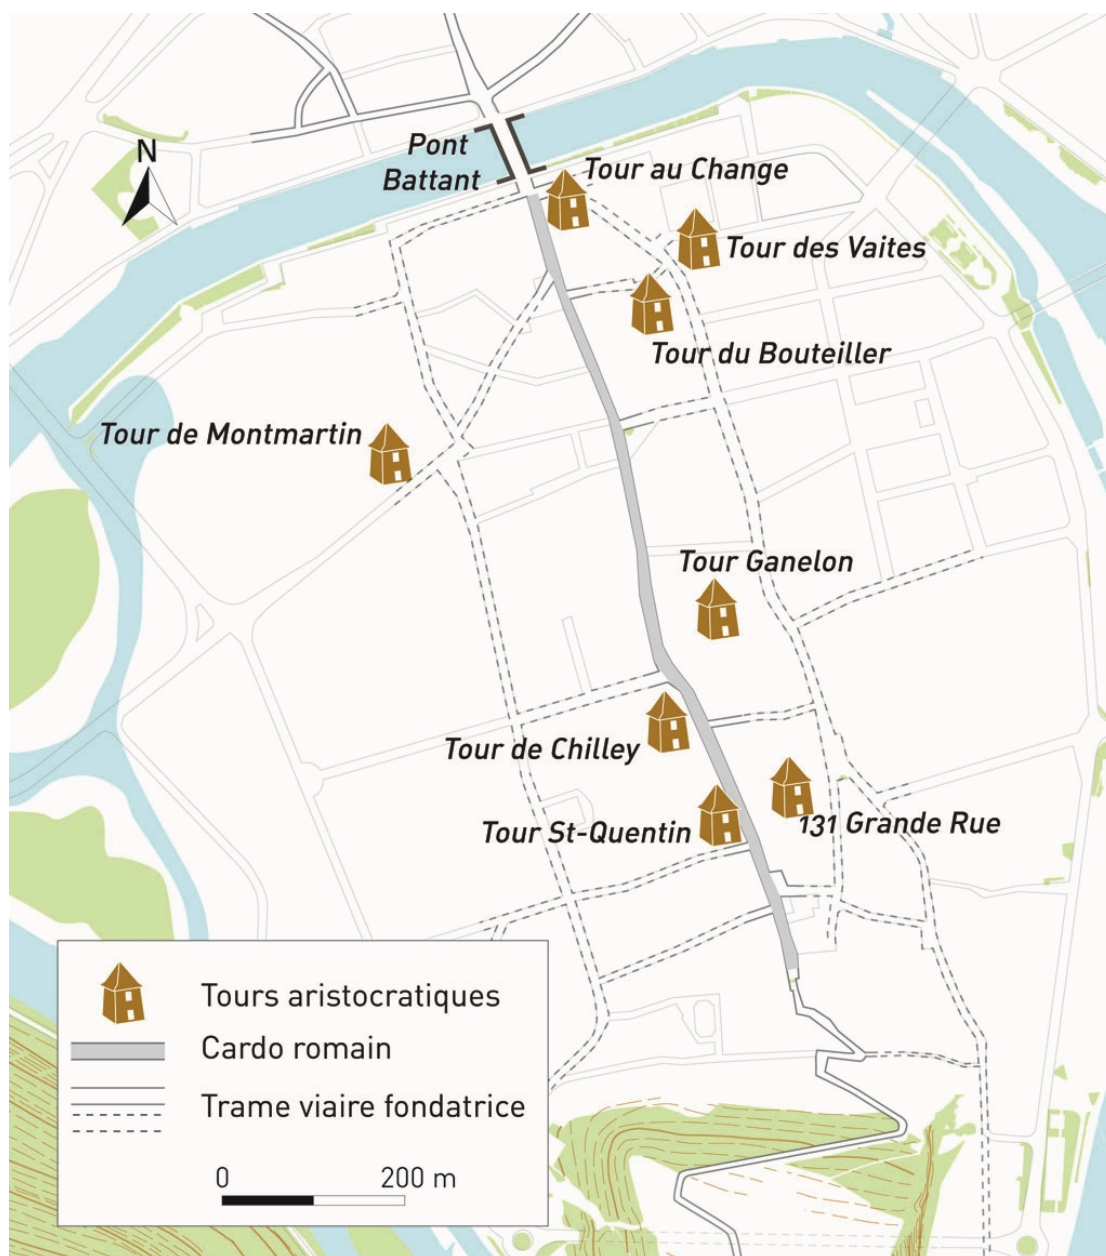 N
Pont
Battant
Tour au Change
Tour des Vaites
Tour du Bouteiller
Tour de Montmartin
Tour Ganelon
Tour de Chilley
131 Grande Rue
Tour St-Quentin
Tours aristocratiques
Cardo romain
Trame viaire fondatrice
0 200 m